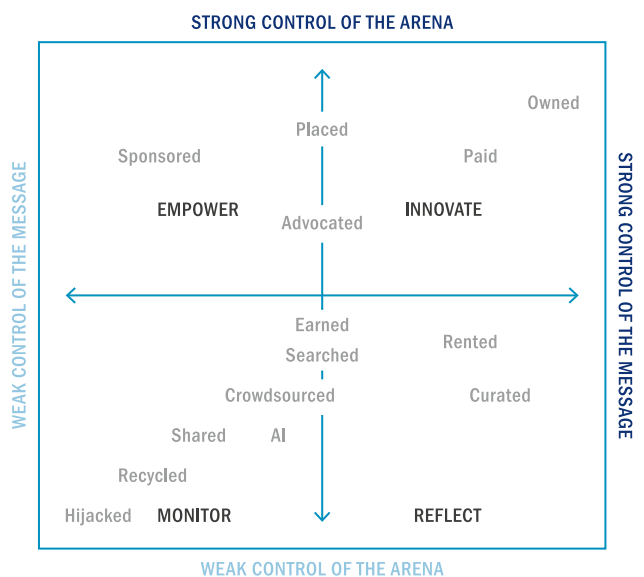 STRONG CONTROL OF THE ARENA
Owned
Placed
Sponsored
Paid
EMPOWER
INNOVATE
Advocated
WEAK CONTROL OF THE MESSAGE
STRONG CONTROL OF THE MESSAGE
Earned
Rented
Searched
Crowdsourced
Curated
Shared
AI
Recycled
Hijacked
MONITOR
REFLECT
WEAK CONTROL OF THE ARENA